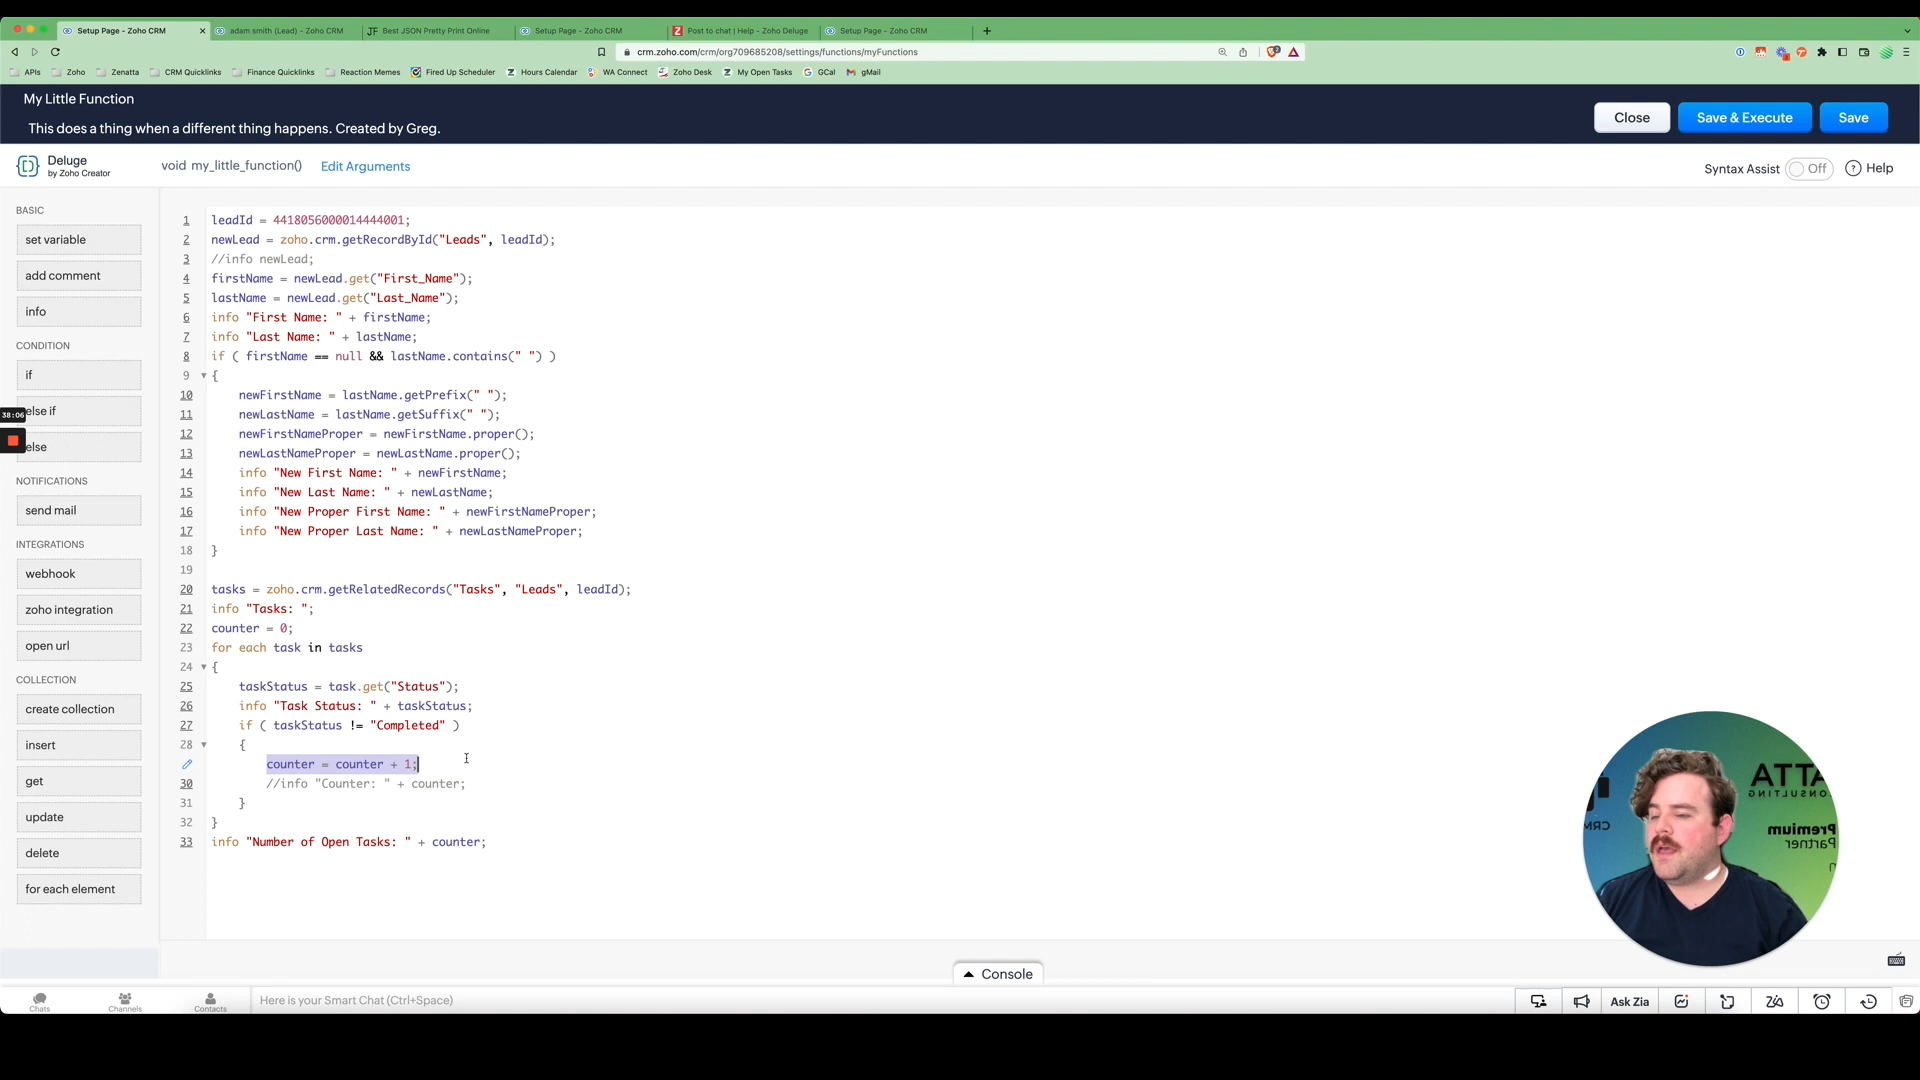 Setup Page - Zoho CRM
adam smith (Lead) - Zoho CRM
JF Best JSON Pretty Print Online
Setup Page - Zoho CRM
Post to chat | Help - Zoho Deluge
Setup Page - Zoho CRM
crm.zoho.com/crm/org709685208/settings/functions/myFunctions
APIs
Zoho
Zenatta
CRM Quicklinks
Finance Quicklinks
Reaction Memes
Fired Up Scheduler
Hours Calendar
WA Connect
Zoho Desk
My Open Tasks
GCal
gMail
My Little Function
This does a thing when a different thing happens. Created by Greg.
Close
Save & Execute
Save
Deluge
by Zoho Creator
void my_little_function()
Edit Arguments
Syntax Assist
Off
Help
BASIC
set variable
add comment
info
CONDITION
if
else if
else
38:06
NOTIFICATIONS
send mail
INTEGRATIONS
webhook
zoho integration
open url
COLLECTION
create collection
insert
get
update
delete
for each element
1 leadId = 4418056000014444001;
2 newLead = zoho.crm.getRecordById("Leads", leadId);
3 //info newLead;
4 firstName = newLead.get("First_Name");
5 lastName = newLead.get("Last_Name");
6 info "First Name: " + firstName;
7 info "Last Name: " + lastName;
8 if ( firstName == null && lastName.contains(" ") )
9 {
10 newFirstName = lastName.getPrefix(" ");
11 newLastName = lastName.getSuffix(" ");
12 newFirstNameProper = newFirstName.proper();
13 newLastNameProper = newLastName.proper();
14 info "New First Name: " + newFirstName;
15 info "New Last Name: " + newLastName;
16 info "New Proper First Name: " + newFirstNameProper;
17 info "New Proper Last Name: " + newLastNameProper;
18 }
19
20 tasks = zoho.crm.getRelatedRecords("Tasks", "Leads", leadId);
21 info "Tasks: ";
22 counter = 0;
23 for each task in tasks
24 {
25 taskStatus = task.get("Status");
26 info "Task Status: " + taskStatus;
27 if ( taskStatus != "Completed" )
28 {
counter = counter + 1;
30 //info "Counter: " + counter;
31 }
32 }
33 info "Number of Open Tasks: " + counter;
ATTA
CONSULTING
CRM
Premium
Partner
Console
Chats
Channels
Contacts
Here is your Smart Chat (Ctrl+Space)
Ask Zia